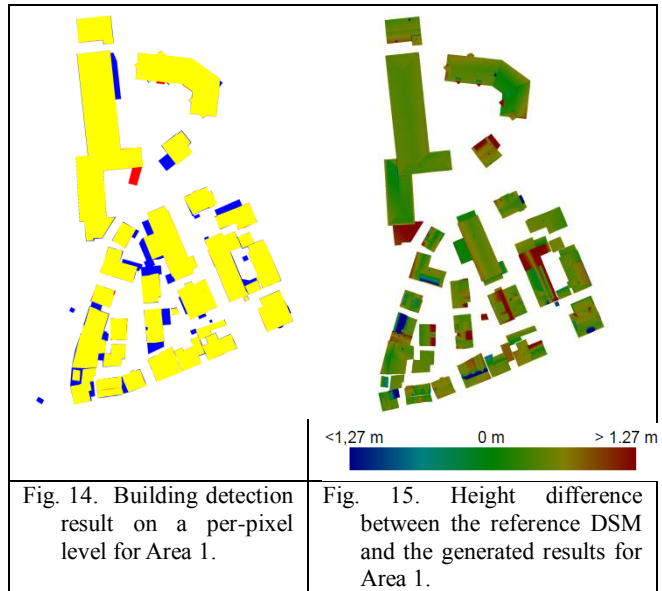 <1,27 m 0 m > 1.27 m
Fig. 14. Building detection
result on a per-pixel
level for Area 1.
Fig. 15. Height difference
between the reference DSM
and the generated results for
Area 1.